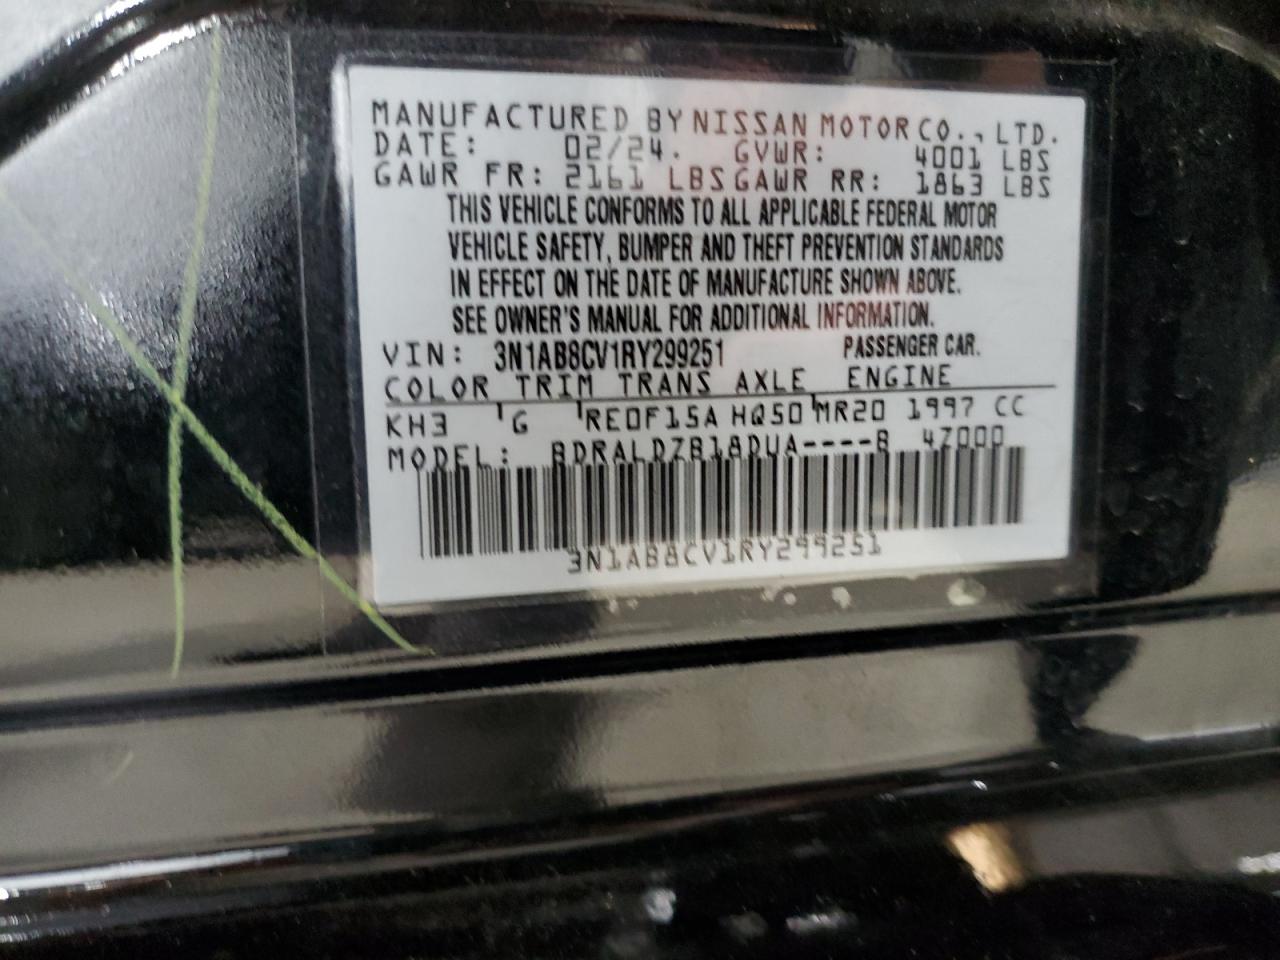 MANUFACTURED BY NISSAN MOTOR CO., LTD.
DATE: 02/24. GVWR: 4001 LBS
GAWR FR: 2161 LBS GAWR RR: 1863 LBS
THIS VEHICLE CONFORMS TO ALL APPLICABLE FEDERAL MOTOR
VEHICLE SAFETY, BUMPER AND THEFT PREVENTION STANDARDS
IN EFFECT ON THE DATE OF MANUFACTURE SHOWN ABOVE.
SEE OWNER'S MANUAL FOR ADDITIONAL INFORMATION.
VIN: 3N1AB8CV1RY299251 PASSENGER CAR.
COLOR TRIM TRANS AXLE ENGINE
KH3 G RE0F15A HQ50 MR20 1997 CC
MODEL: BDRALDZB18DUA----B 4Z000
3N1AB8CV1RY299251